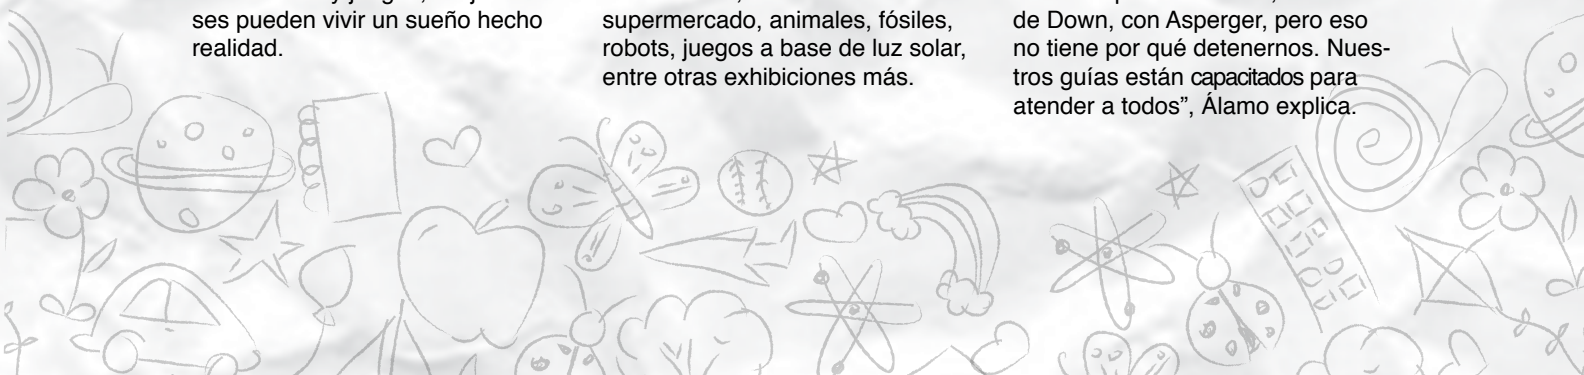 ses pueden vivir un sueño hecho
realidad.
supermercado, animales, fósiles,
robots, juegos a base de luz solar,
entre otras exhibiciones más.
de Down, con Asperger, pero eso
no tiene por qué detenernos. Nues-
tros guías están capacitados para
atender a todos”, Álamo explica.